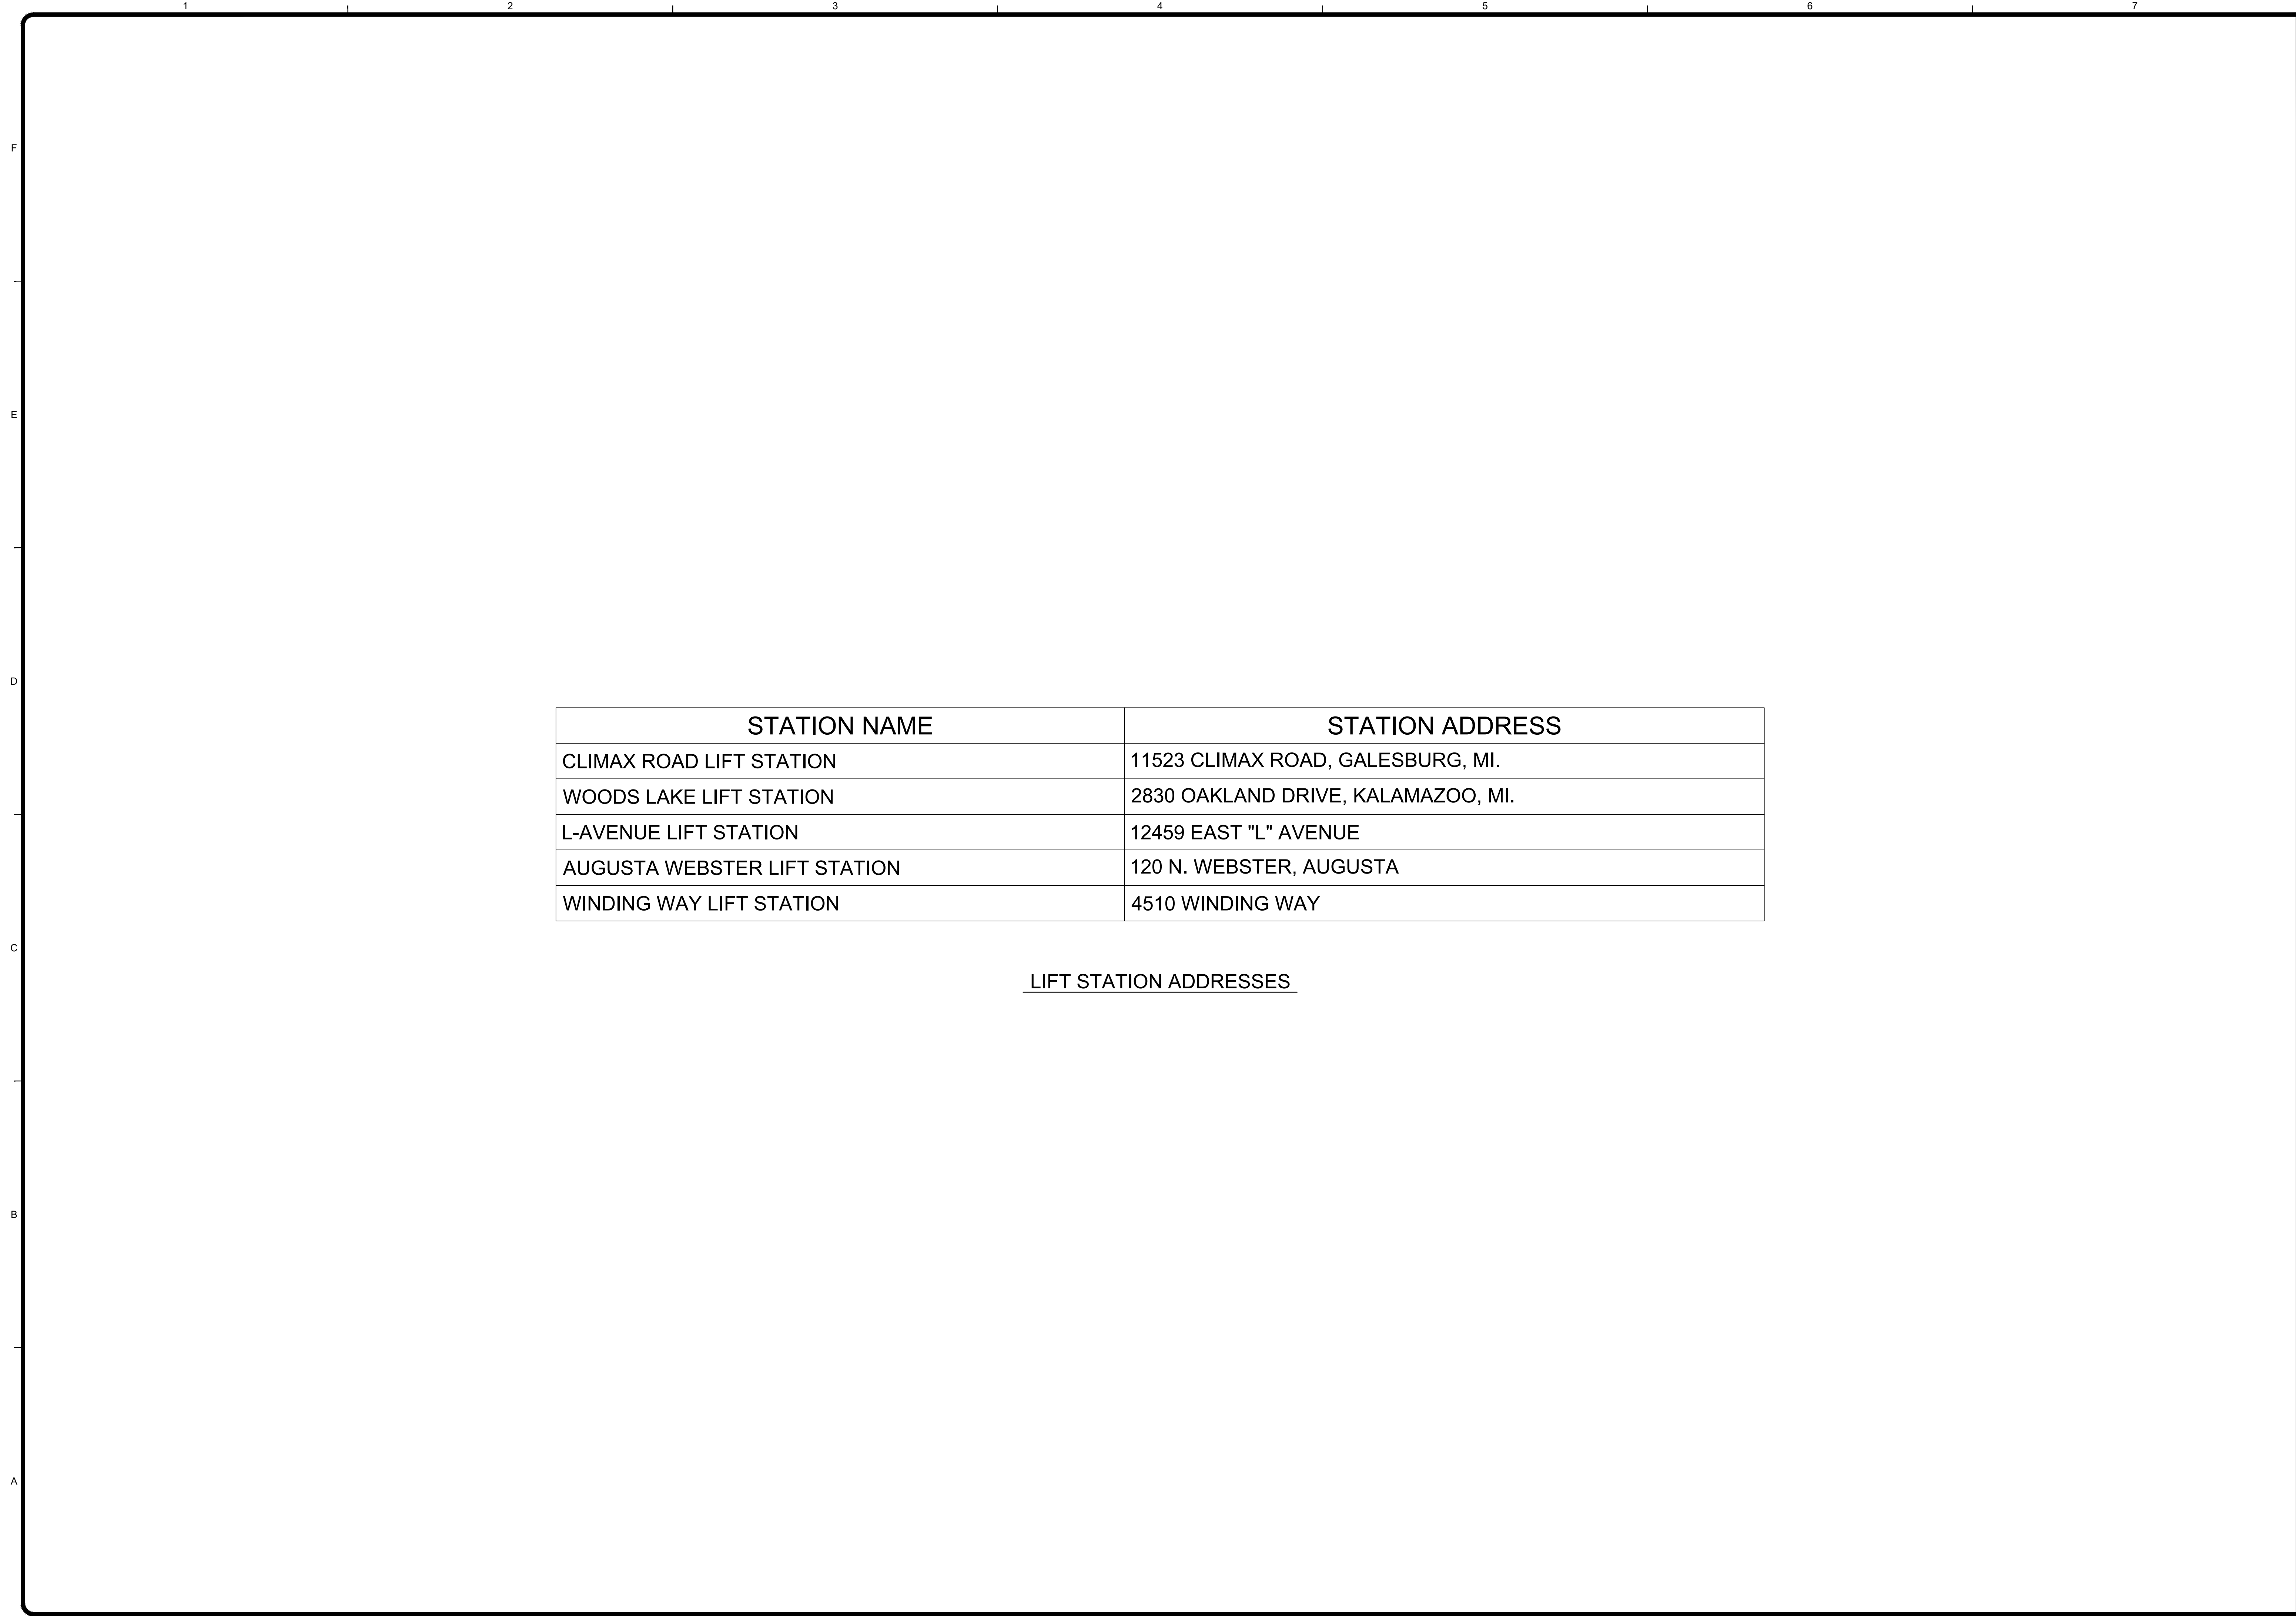 1 2 3 4 5 6 7
F
E
D
STATION NAME STATION ADDRESS
CLIMAX ROAD LIFT STATION 11523 CLIMAX ROAD, GALESBURG, MI.
WOODS LAKE LIFT STATION 2830 OAKLAND DRIVE, KALAMAZOO, MI.
L-AVENUE LIFT STATION 12459 EAST "L" AVENUE
AUGUSTA WEBSTER LIFT STATION 120 N. WEBSTER, AUGUSTA
WINDING WAY LIFT STATION 4510 WINDING WAY
C
LIFT STATION ADDRESSES
B
A